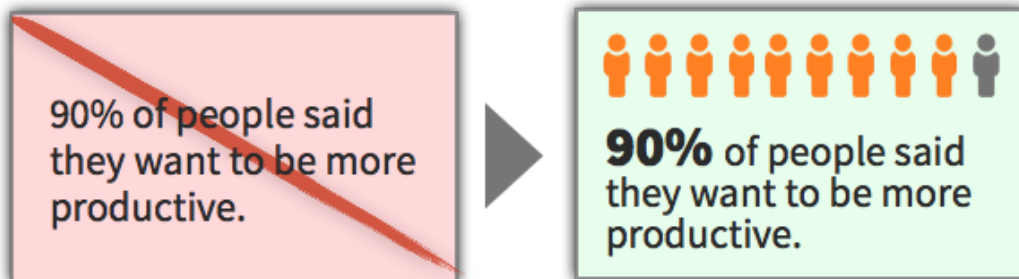 90% of people said
they want to be more
productive.
90% of people said
they want to be more
productive.